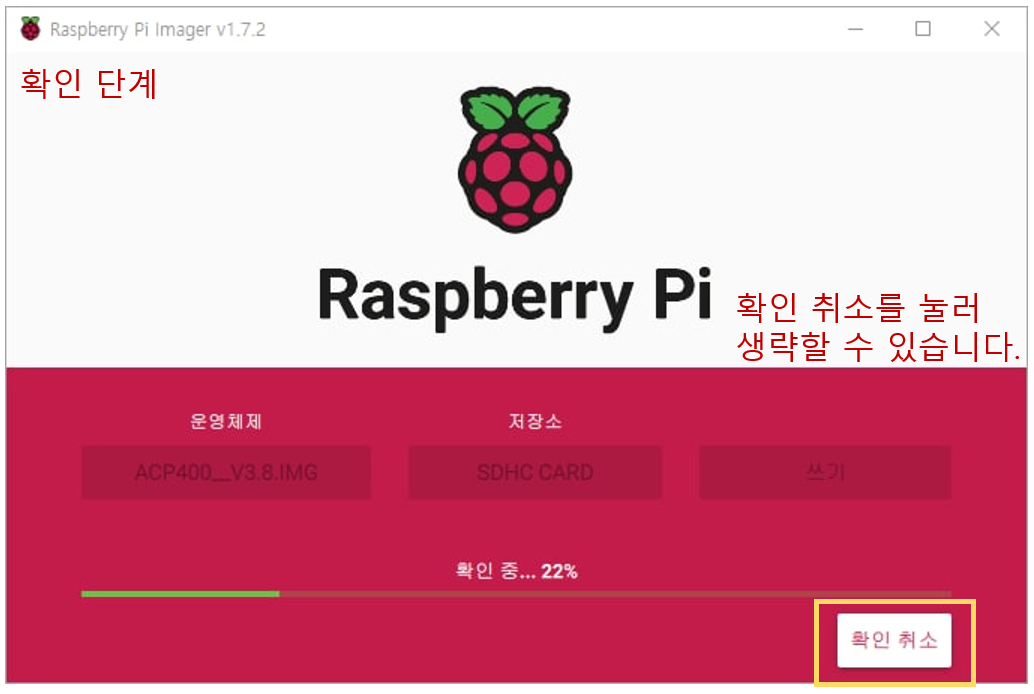 Raspberry Pi Imager v1.7.2
확인 단계
Raspberry Pi
확인 취소를 눌러
생략할 수 있습니다.
운영체제
저장소
ACP400__V3.8.IMG
SDHC CARD
쓰기
확인 중... 22%
확인 취소